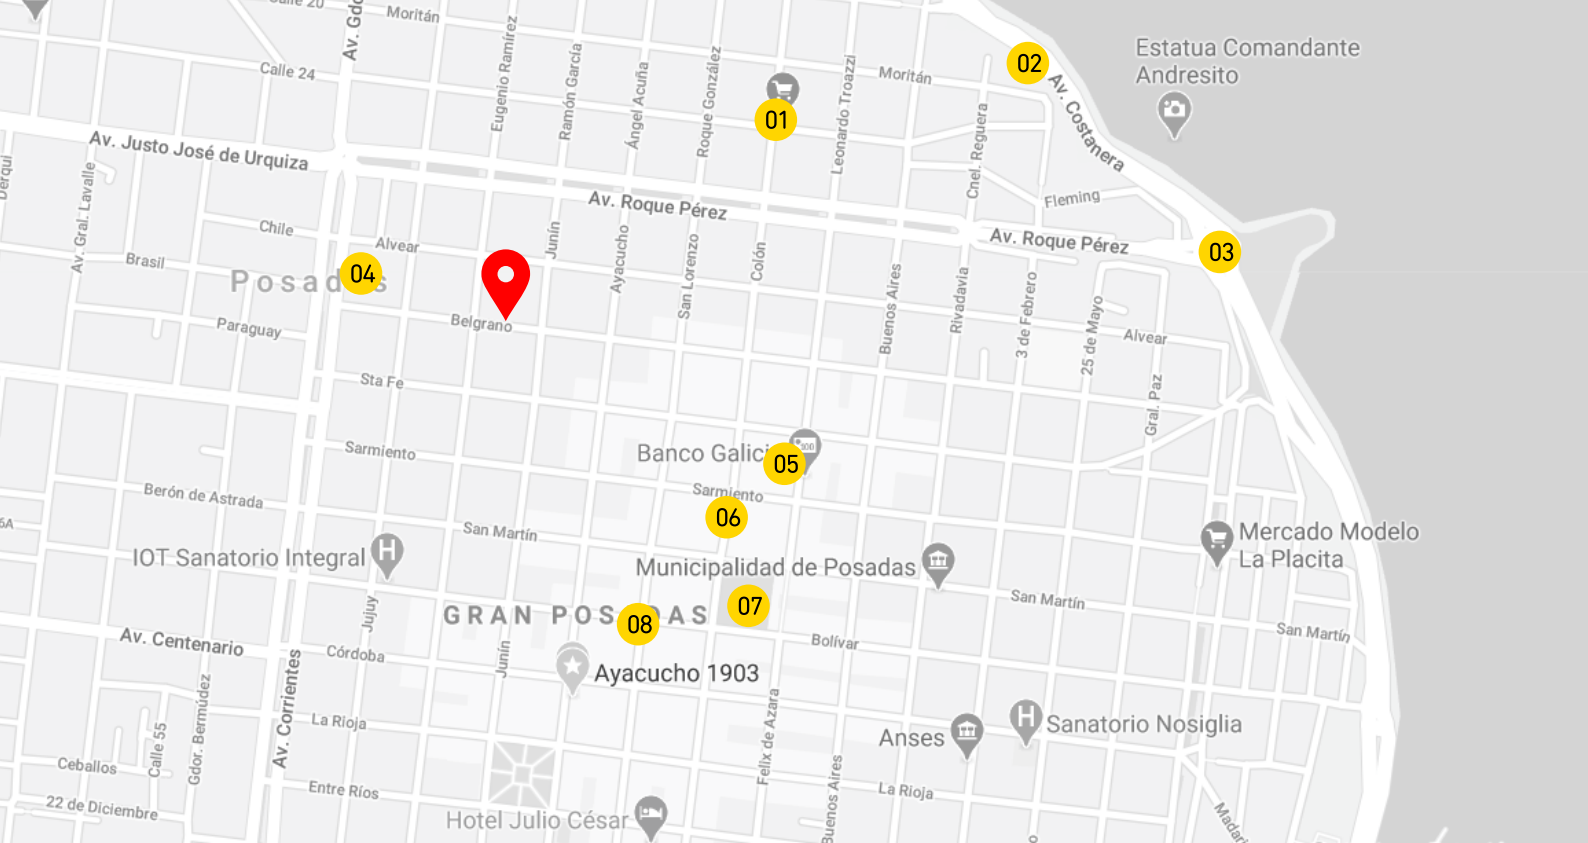 Calle 20
Moritán
Av. Gdo
Estatua Comandante
Andresito
Calle 24
Eugenio Ramírez
Ramón García
Ángel Acuña
Roque González
Leonardo Troazzi
Moritán
02
Av. Costanera
01
Cnel. Reguera
Av. Justo José de Urquiza
Derqui
Av. Gral. Lavalle
Av. Roque Pérez
Fleming
Chile
Alvear
Junín
Ayacucho
San Lorenzo
Colón
Av. Roque Pérez
03
Brasil
Posadas
04
Buenos Aires
Rivadavia
3 de Febrero
25 de Mayo
Paraguay
Belgrano
Alvear
Sta Fe
Gral. Paz
Sarmiento
Banco Galici
05
Sarmiento
Berón de Astrada
06
6A
San Martín
Mercado Modelo
La Placita
IOT Sanatorio Integral
Municipalidad de Posadas
Jujuy
GRAN POSADAS
08
07
San Martín
San Martín
Av. Centenario
Córdoba
Junín
Bolívar
Ayacucho 1903
Av. Corrientes
Gdor. Bermúdez
Calle 55
La Rioja
Felix de Azara
Buenos Aires
Anses
Sanatorio Nosiglia
Ceballos
22 de Diciembre
Entre Ríos
La Rioja
Hotel Julio César
Madari